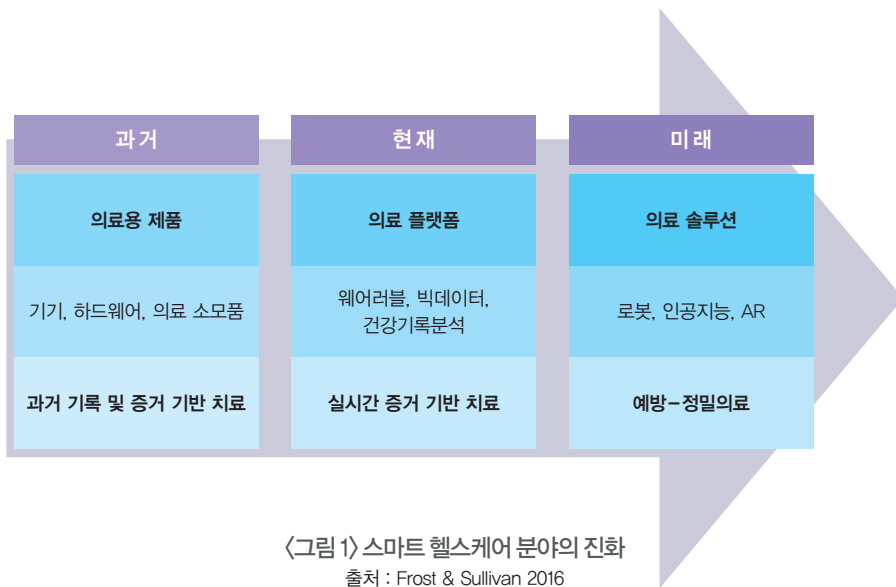 과거
현재
미래
의료용 제품
의료 플랫폼
의료 솔루션
기기, 하드웨어, 의료 소모품
웨어러블, 빅데이터,
건강기록분석
로봇, 인공지능, AR
과거 기록 및 증거 기반 치료
실시간 증거 기반 치료
예방-정밀의료
〈그림 1〉 스마트 헬스케어 분야의 진화
출처 : Frost & Sullivan 2016